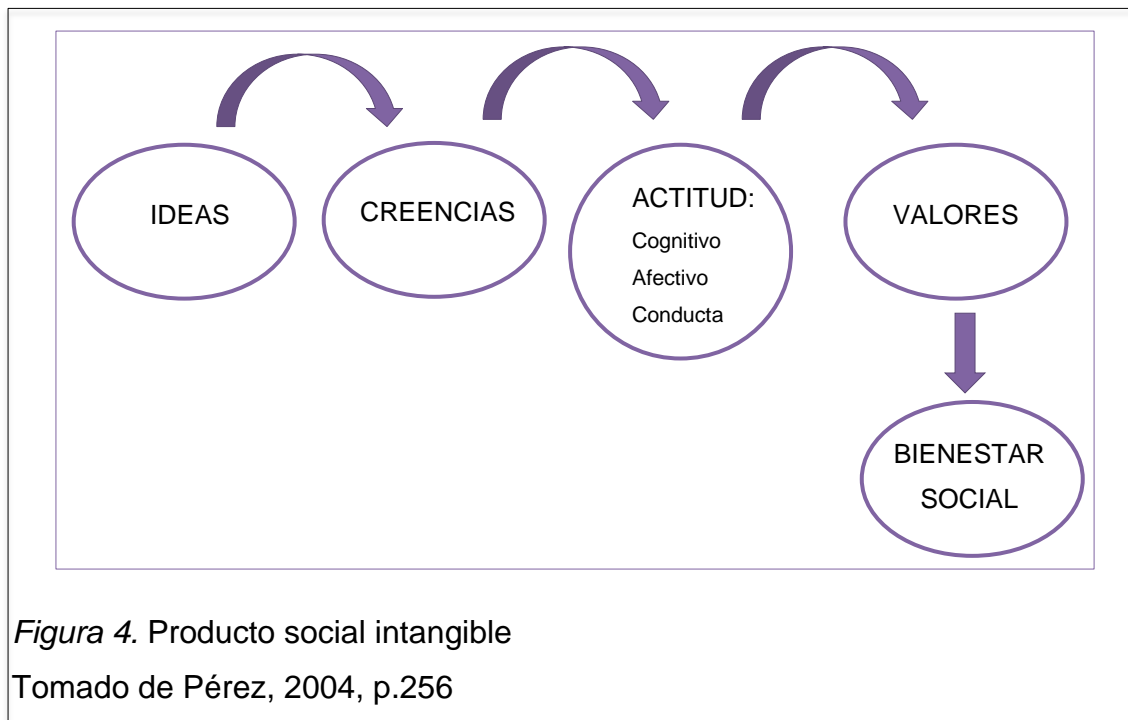 IDEAS
CREENCIAS
ACTITUD:
Cognitivo
Afectivo
Conducta
VALORES
BIENESTAR
SOCIAL
Figura 4. Producto social intangible
Tomado de Pérez, 2004, p.256